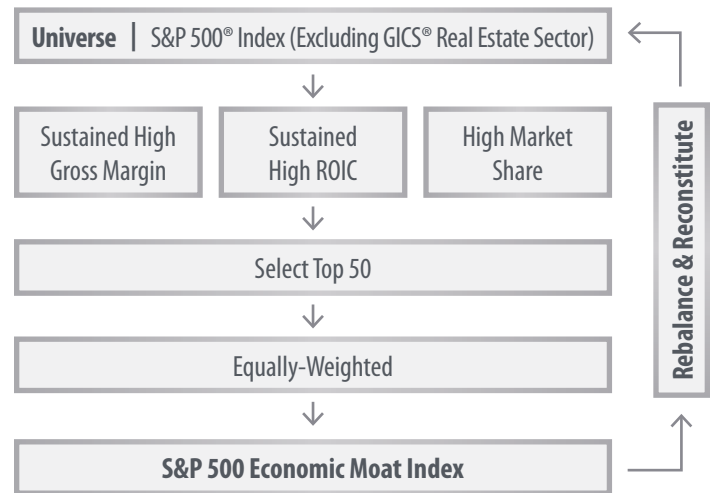 Universe | S&P 500® Index (Excluding GICS® Real Estate Sector)
Sustained High
Gross Margin
Sustained
High ROIC
High Market
Share
Select Top 50
Equally-Weighted
S&P 500 Economic Moat Index
Rebalance & Reconstitute